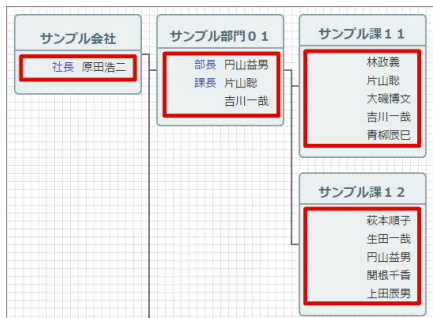 サンプル会社
社長 原田浩二
サンプル部門０１
部長 円山益男
課長 片山聡
吉川一哉
サンプル課１１
林政義
片山聡
大磯博文
吉川一哉
青柳辰巳
サンプル課１２
萩本順子
生田一哉
円山益男
関根千香
上田辰男